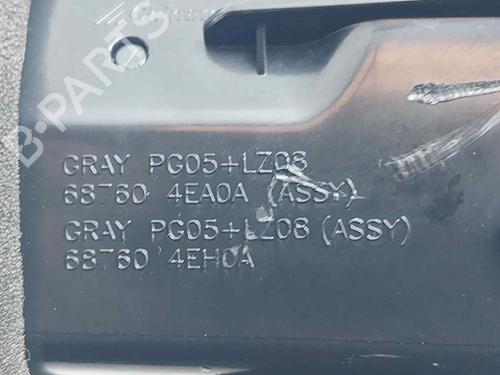 B-PARTS
GRAY PG05+LZ08
68760 4EA0A (ASSY)
GRAY PG05+LZ08 (ASSY)
68760 4EH0A